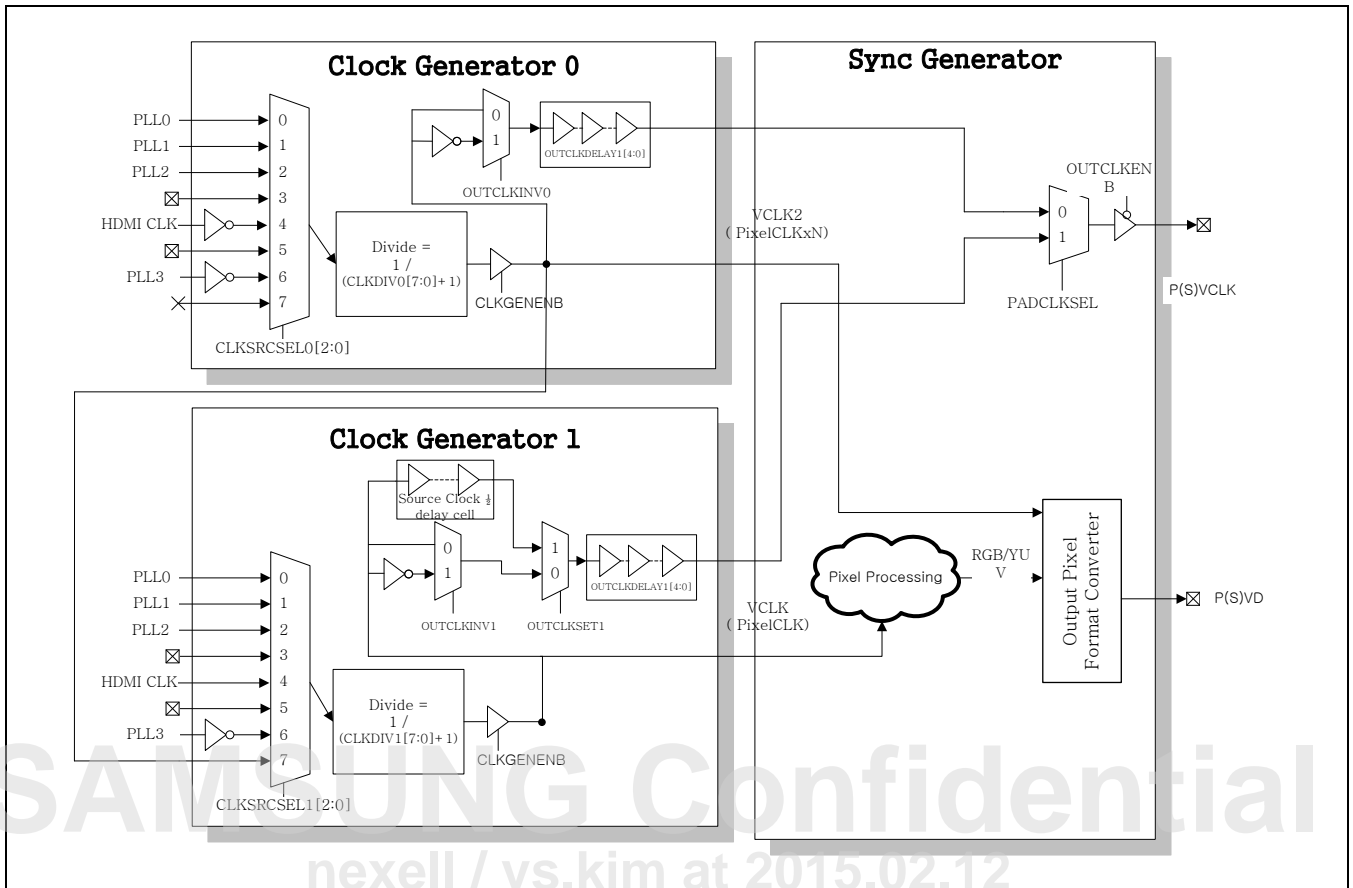 Clock Generator 0
Sync Generator
PLL0
PLL1
PLL2
HDMI CLK
PLL3
0
1
2
3
4
5
6
7
CLKSRCSEL0[2:0]
Divide =
1 /
(CLKDIV0[7:0]+1)
CLKGENENB
0
1
OUTCLKINV0
OUTCLKDELAY1[4:0]
VCLK2
( PixelCLKxN)
0
1
PADCLKSEL
OUTCLKEN
B
P(S)VCLK
Clock Generator 1
PLL0
PLL1
PLL2
HDMI CLK
PLL3
0
1
2
3
4
5
6
7
CLKSRCSEL1[2:0]
Divide =
1 /
(CLKDIV1[7:0]+1)
CLKGENENB
Source Clock ½
delay cell
0
1
OUTCLKINV1
1
0
OUTCLKSET1
OUTCLKDELAY1[4:0]
VCLK
( PixelCLK)
Pixel Processing
RGB/YU
V
Output Pixel
Format Converter
P(S)VD
SAMSUNG Confidential
nexell / vs.kim at 2015.02.12